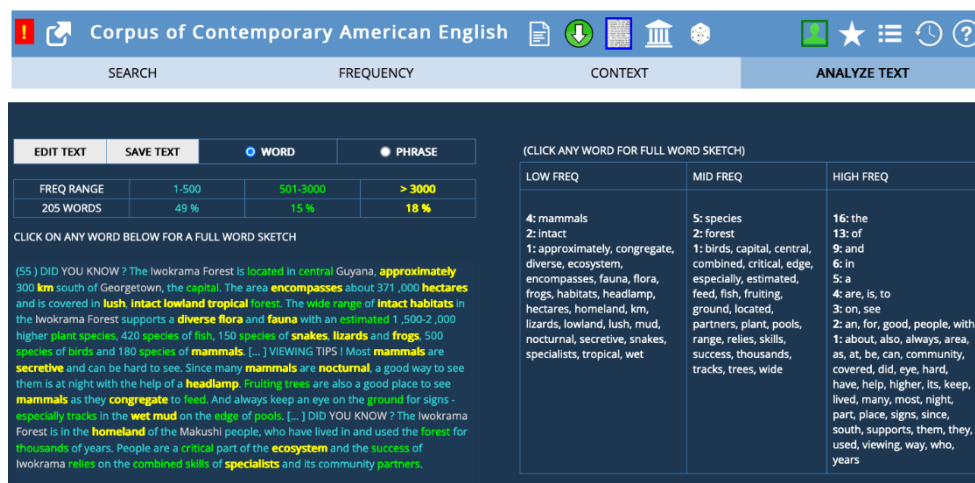 ! Corpus of Contemporary American English ?
SEARCH FREQUENCY CONTEXT ANALYZE TEXT
EDIT TEXT SAVE TEXT WORD PHRASE
FREQ RANGE 1-500 501-3000 > 3000
205 WORDS 49 % 15 % 18 %
CLICK ON ANY WORD BELOW FOR A FULL WORD SKETCH
(55 ) DID YOU KNOW ? The Iwokrama Forest is located in central Guyana, approximately
300 km south of Georgetown, the capital. The area encompasses about 371 ,000 hectares
and is covered in lush, intact lowland tropical forest. The wide range of intact habitats in
the Iwokrama Forest supports a diverse flora and fauna with an estimated 1 ,500-2 ,000
higher plant species, 420 species of fish, 150 species of snakes, lizards and frogs, 500
species of birds and 180 species of mammals. [... ] VIEWING TIPS ! Most mammals are
secretive and can be hard to see. Since many mammals are nocturnal, a good way to see
them is at night with the help of a headlamp. Fruiting trees are also a good place to see
mammals as they congregate to feed. And always keep an eye on the ground for signs -
especially tracks in the wet mud on the edge of pools. [... ] DID YOU KNOW ? The Iwokrama
Forest is in the homeland of the Makushi people, who have lived in and used the forest for
thousands of years. People are a critical part of the ecosystem and the success of
Iwokrama relies on the combined skills of specialists and its community partners.
(CLICK ANY WORD FOR FULL WORD SKETCH)
LOW FREQ
4: mammals
2: intact
1: approximately, congregate,
diverse, ecosystem,
encompasses, fauna, flora,
frogs, habitats, headlamp,
hectares, homeland, km,
lizards, lowland, lush, mud,
nocturnal, secretive, snakes,
specialists, tropical, wet
MID FREQ
5: species
2: forest
1: birds, capital, central,
combined, critical, edge,
especially, estimated,
feed, fish, fruiting,
ground, located,
partners, plant, pools,
range, relies, skills,
success, thousands,
tracks, trees, wide
HIGH FREQ
16: the
13: of
9: and
6: in
5: a
4: are, is, to
3: on, see
2: an, for, good, people, with
1: about, also, always, area,
as, at, be, can, community,
covered, did, eye, hard,
have, help, higher, its, keep,
lived, many, most, night,
part, place, signs, since,
south, supports, them, they,
used, viewing, way, who,
years